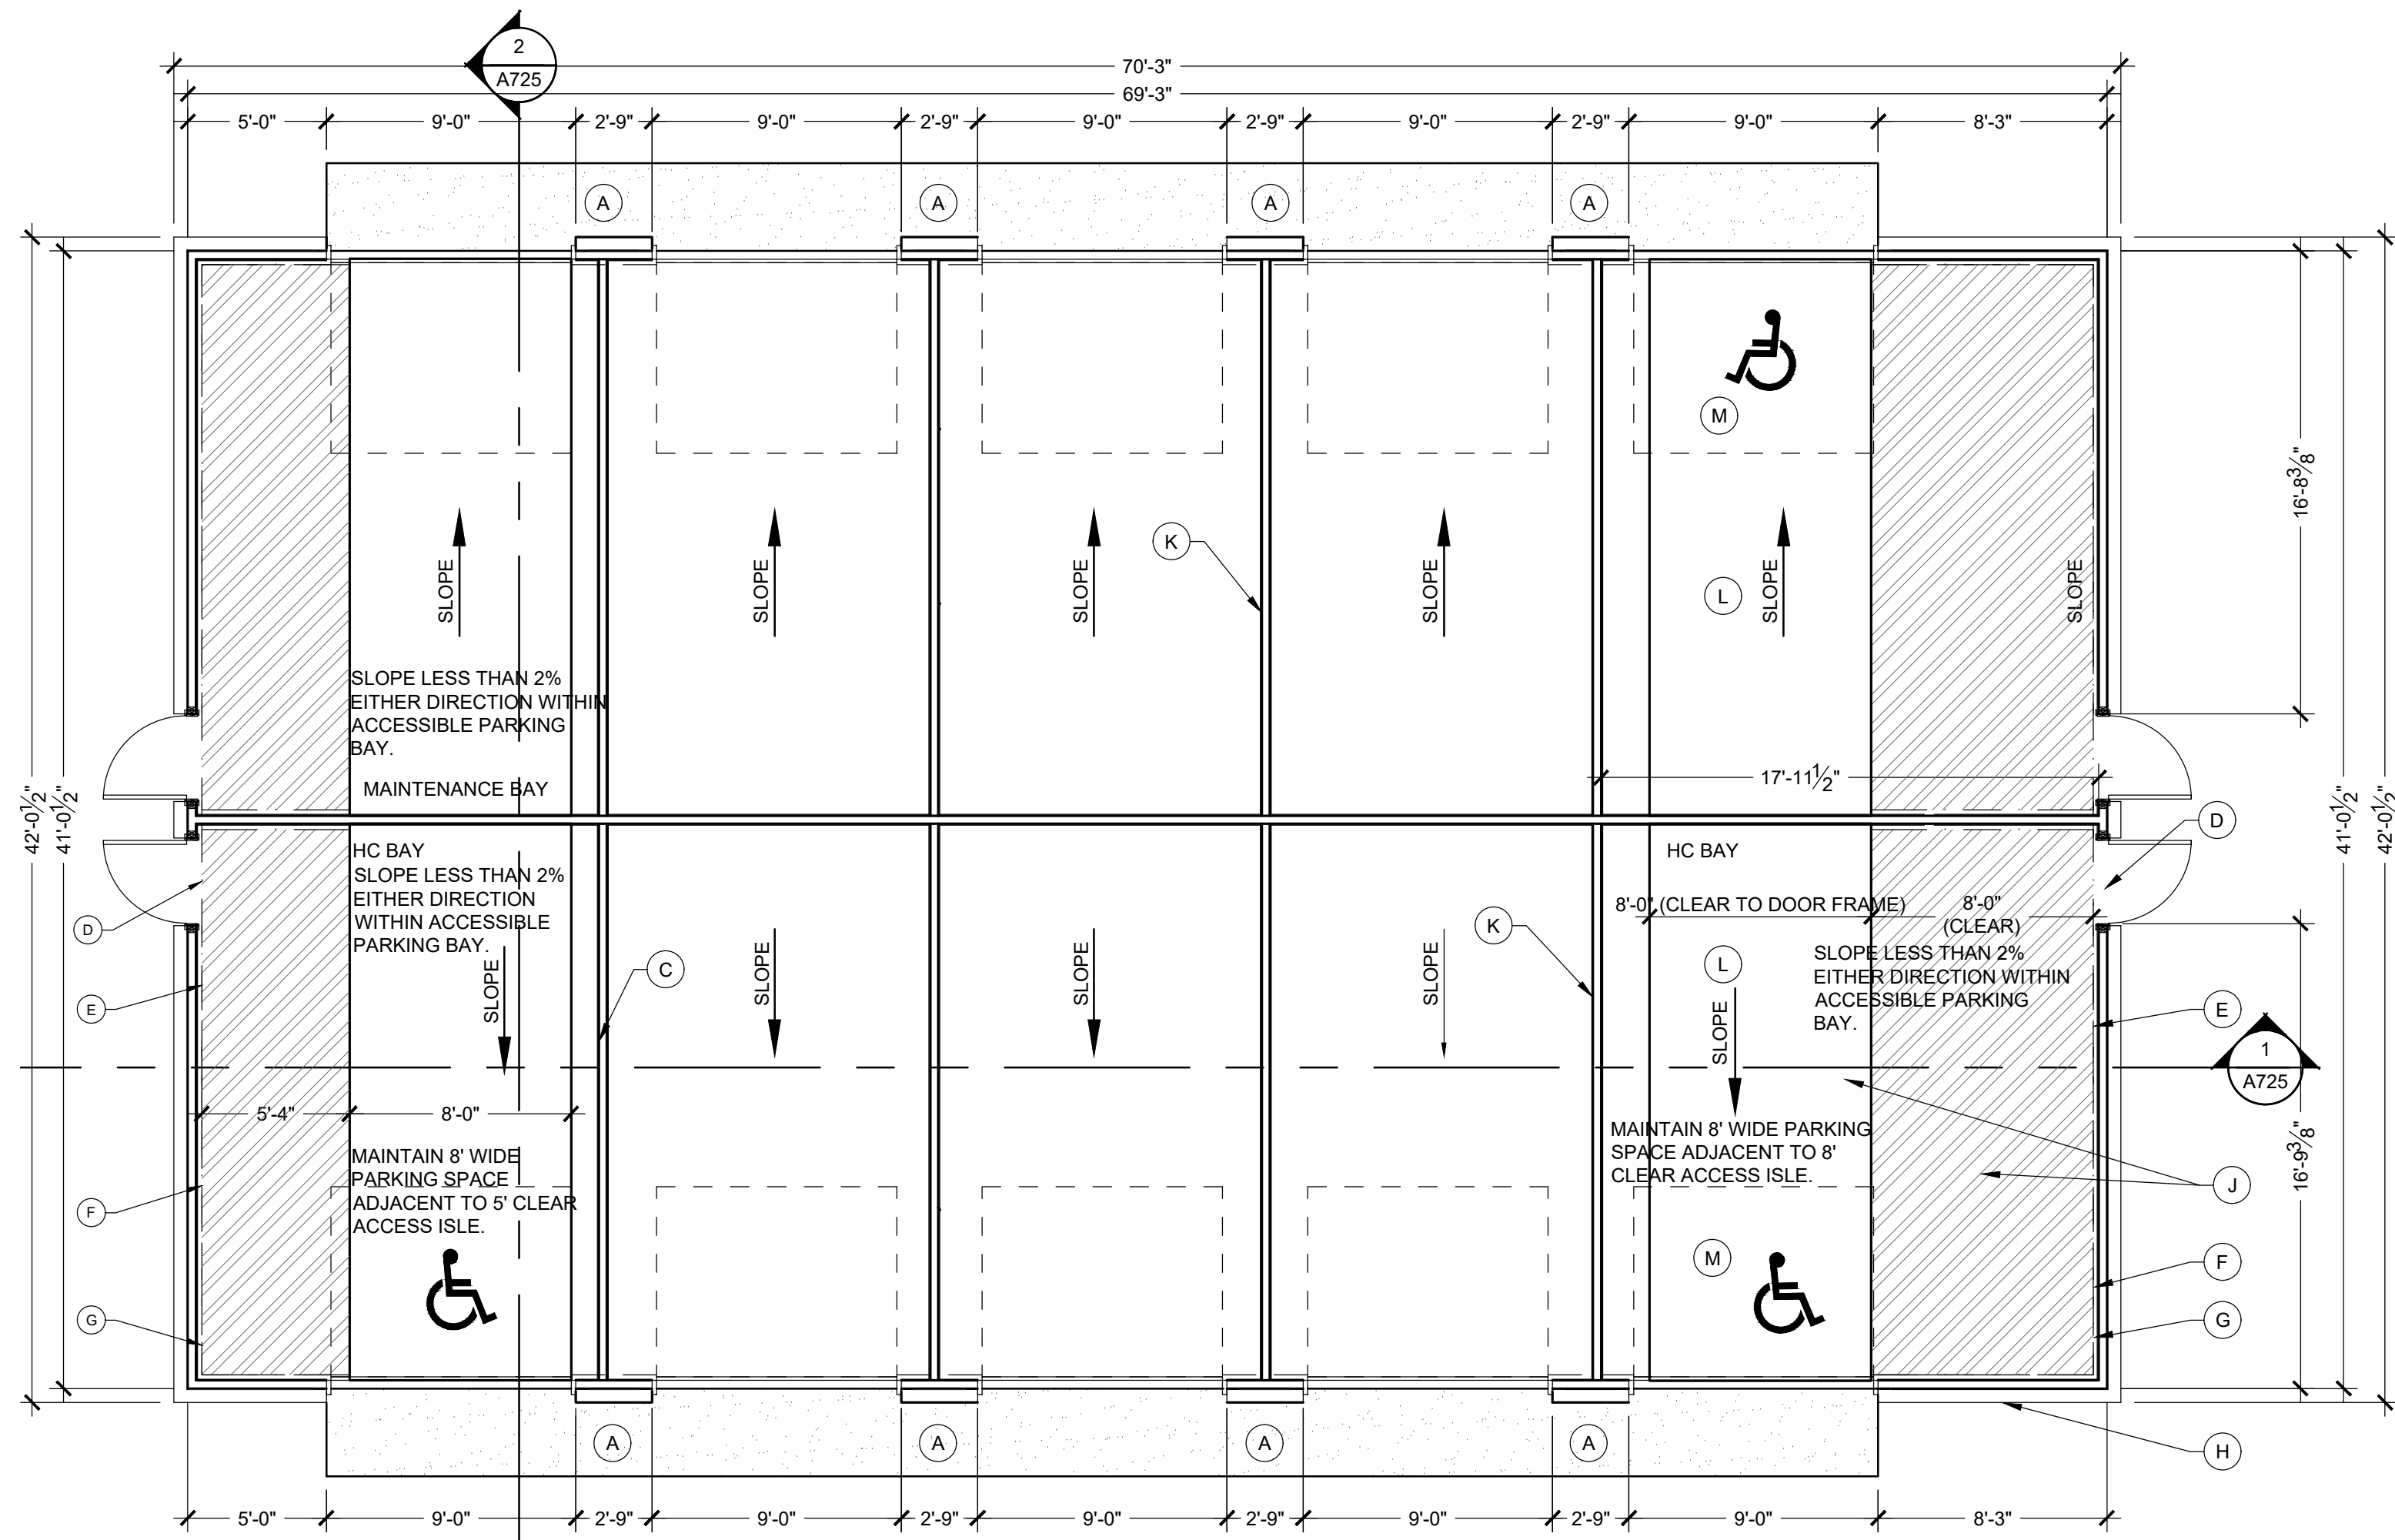 2
A725
70'-3"
69'-3"
5'-0" 9'-0" 2'-9" 9'-0" 2'-9" 9'-0" 2'-9" 9'-0" 2'-9" 9'-0" 8'-3"
A A A A
M
16'-8 3/8"
K
SLOPE SLOPE SLOPE SLOPE L SLOPE SLOPE
SLOPE LESS THAN 2%
EITHER DIRECTION WITHIN
ACCESSIBLE PARKING
BAY.
MAINTENANCE BAY
17'-11 1/2"
42'-0 1/2" 41'-0 1/2"
41'-0 1/2" 42'-0 1/2"
D
HC BAY
SLOPE LESS THAN 2%
EITHER DIRECTION
WITHIN ACCESSIBLE
PARKING BAY.
HC BAY
8'-0" (CLEAR TO DOOR FRAME)
8'-0"
(CLEAR)
D
K
SLOPE LESS THAN 2%
EITHER DIRECTION WITHIN
ACCESSIBLE PARKING
BAY.
C
L
SLOPE SLOPE SLOPE SLOPE SLOPE
E
E
1
A725
5'-4" 8'-0"
MAINTAIN 8' WIDE
PARKING SPACE
ADJACENT TO 5' CLEAR
ACCESS ISLE.
MAINTAIN 8' WIDE PARKING
SPACE ADJACENT TO 8'
CLEAR ACCESS ISLE.
16'-9 3/8"
J
F
M
F
G
G
A A A A
H
5'-0" 9'-0" 2'-9" 9'-0" 2'-9" 9'-0" 2'-9" 9'-0" 2'-9" 9'-0" 8'-3"